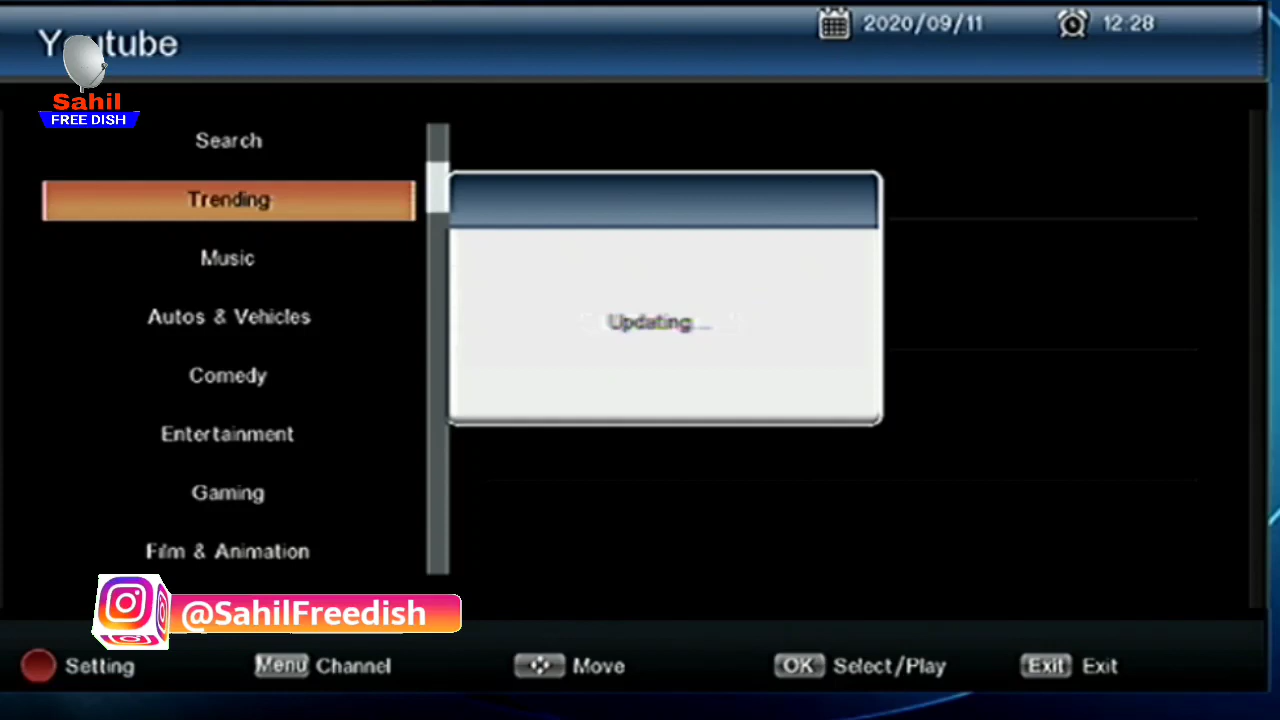 Youtube
2020/09/11
12:28
Sahil
FREE DISH
Search
Trending
Music
Autos & Vehicles
Comedy
Entertainment
Gaming
Film & Animation
Updating...
@SahilFreedish
Setting
Menu Channel
Move
OK Select/Play
Exit Exit